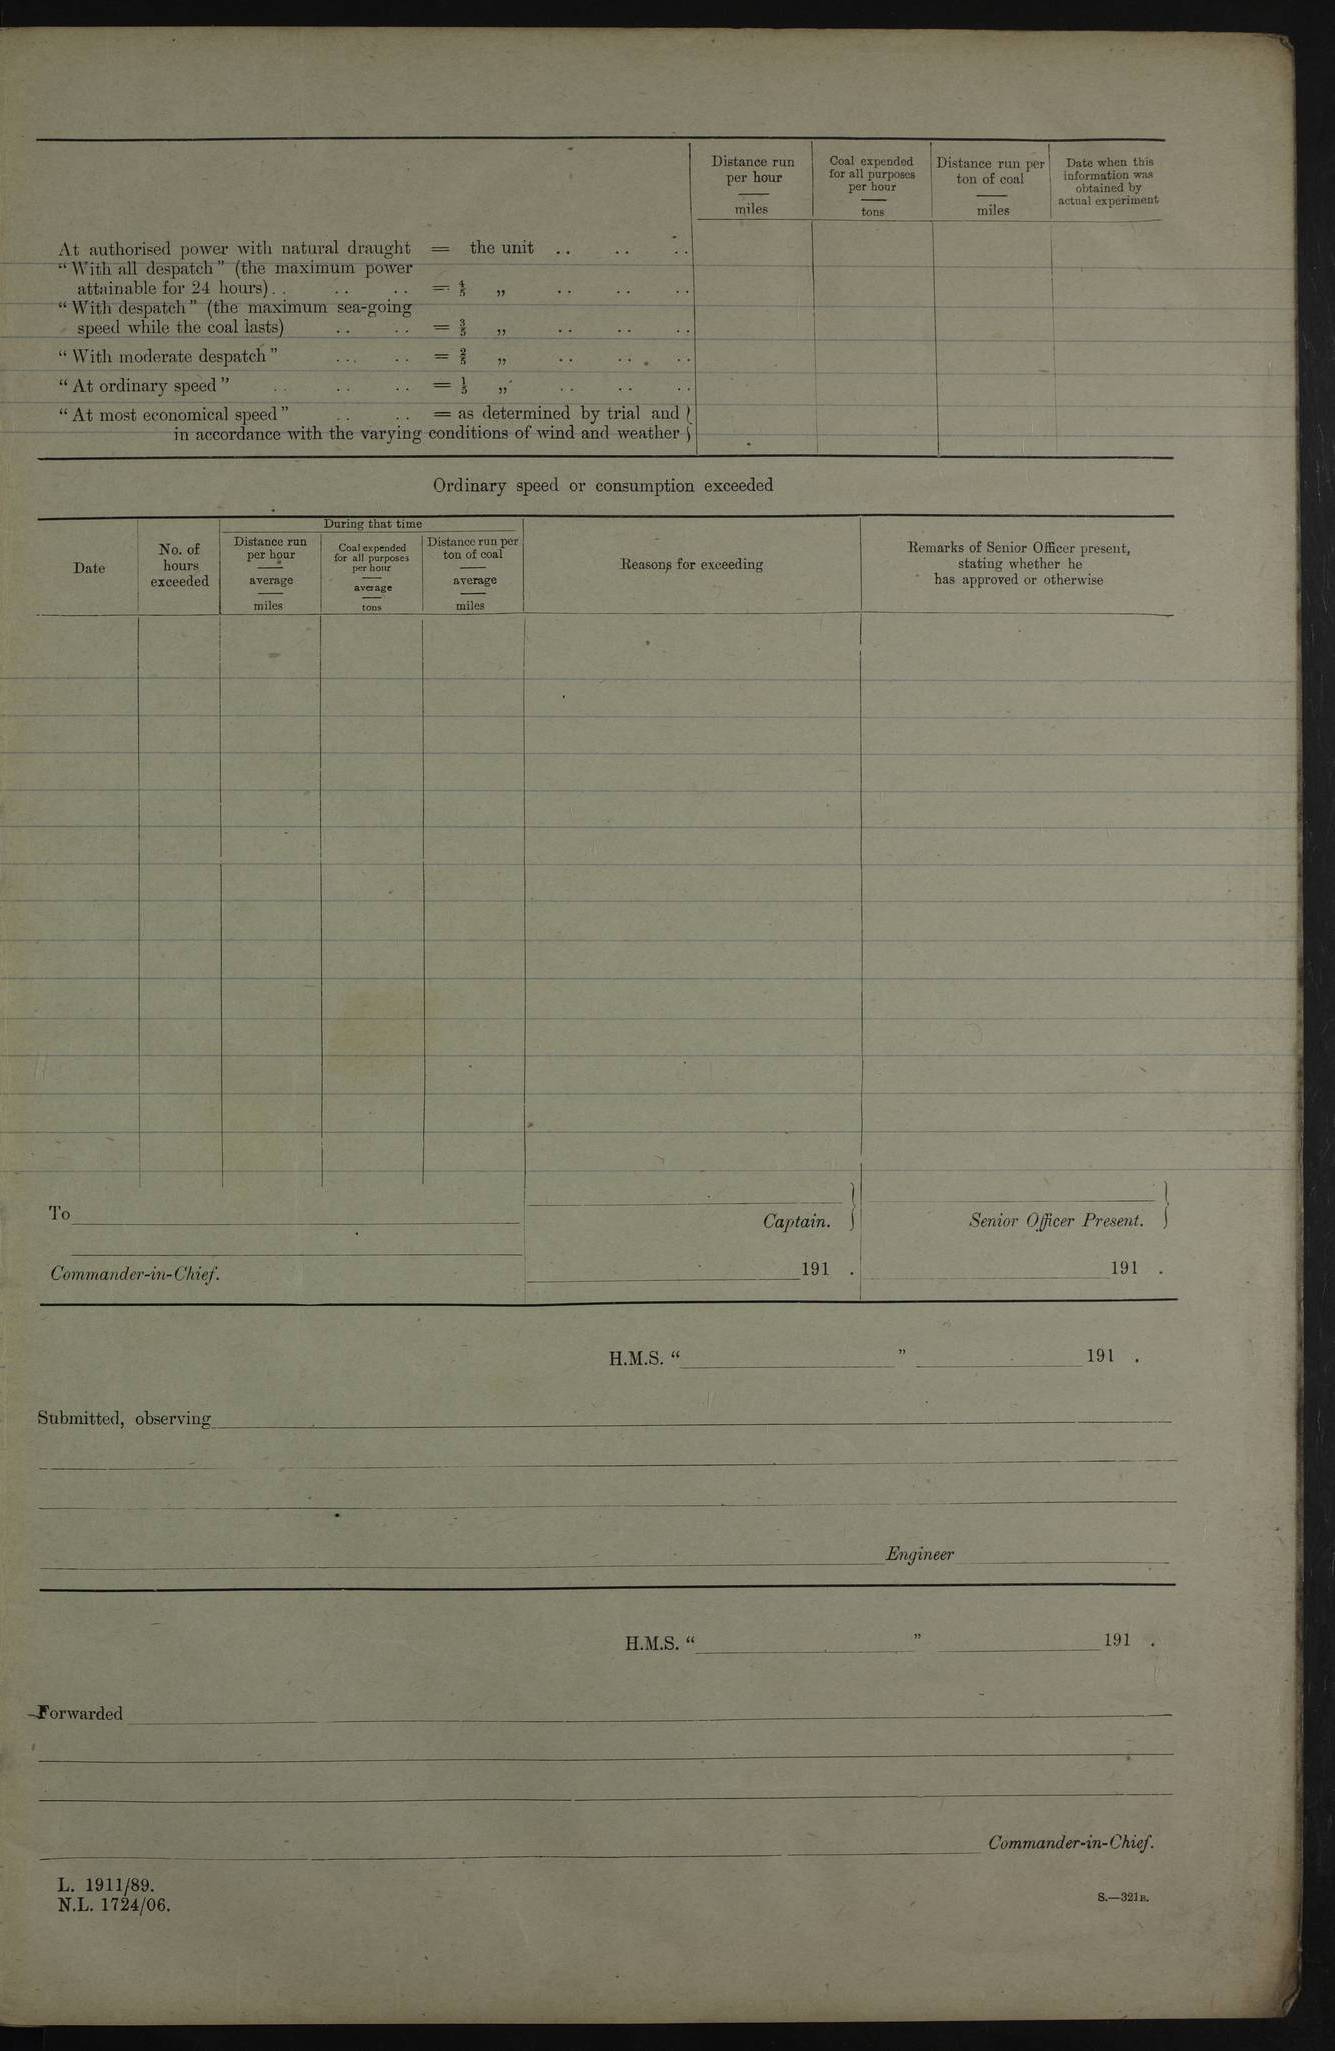 Distance run
per hour
miles
Coal expended
for all purposes
per hour
tons
Distance run per
ton of coal
miles
Date when this
information was
obtained by
actual experiment
At authorised power with natural draught = the unit .. .. ..
“With all despatch” (the maximum power
attainable for 24 hours).. .. .. = 4/5 „ .. .. ..
“With despatch” (the maximum sea-going
speed while the coal lasts) .. .. = 3/5 „ .. .. ..
“With moderate despatch” .. .. = 2/5 „ .. .. ..
“At ordinary speed” .. .. .. = 1/5 „ .. .. ..
“At most economical speed” .. .. = as determined by trial and }
in accordance with the varying conditions of wind and weather }
Ordinary speed or consumption exceeded
Date
No. of
hours
exceeded
During that time
Distance run
per hour
average
miles
Coal expended
for all purposes
per hour
average
tons
Distance run per
ton of coal
average
miles
Reasons for exceeding
Remarks of Senior Officer present,
stating whether he
has approved or otherwise
To
Commander-in-Chief.
Captain. }
191 .
Senior Officer Present. }
191 .
H.M.S. “ ” 191 .
Submitted, observing
Engineer
H.M.S. “ ” 191 .
Forwarded
Commander-in-Chief.
L. 1911/89.
N.L. 1724/06.
S.—321B.